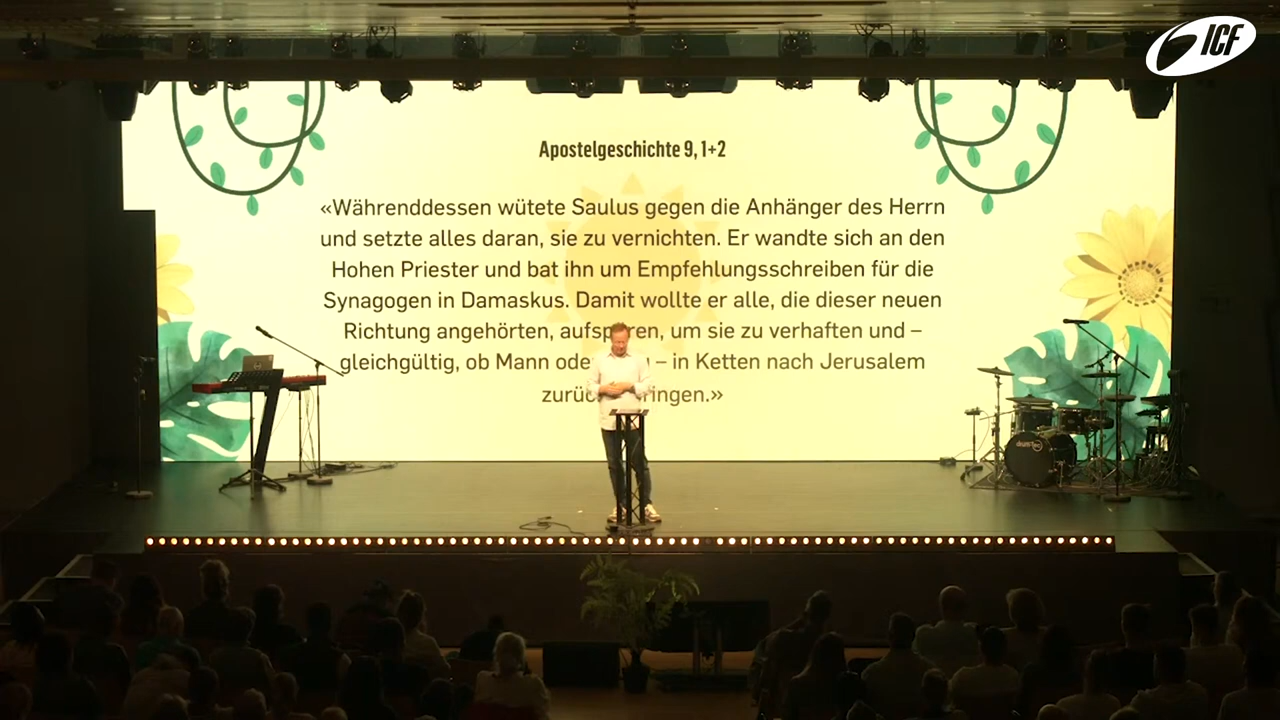 ICF
Apostelgeschichte 9, 1+2
«Währenddessen wütete Saulus gegen die Anhänger des Herrn
und setzte alles daran, sie zu vernichten. Er wandte sich an den
Hohen Priester und bat ihn um Empfehlungsschreiben für die
Synagogen in Damaskus. Damit wollte er alle, die dieser neuen
Richtung angehörten, um sie zu verhaften und –
gleichgültig, ob Mann – in Ketten nach Jerusalem